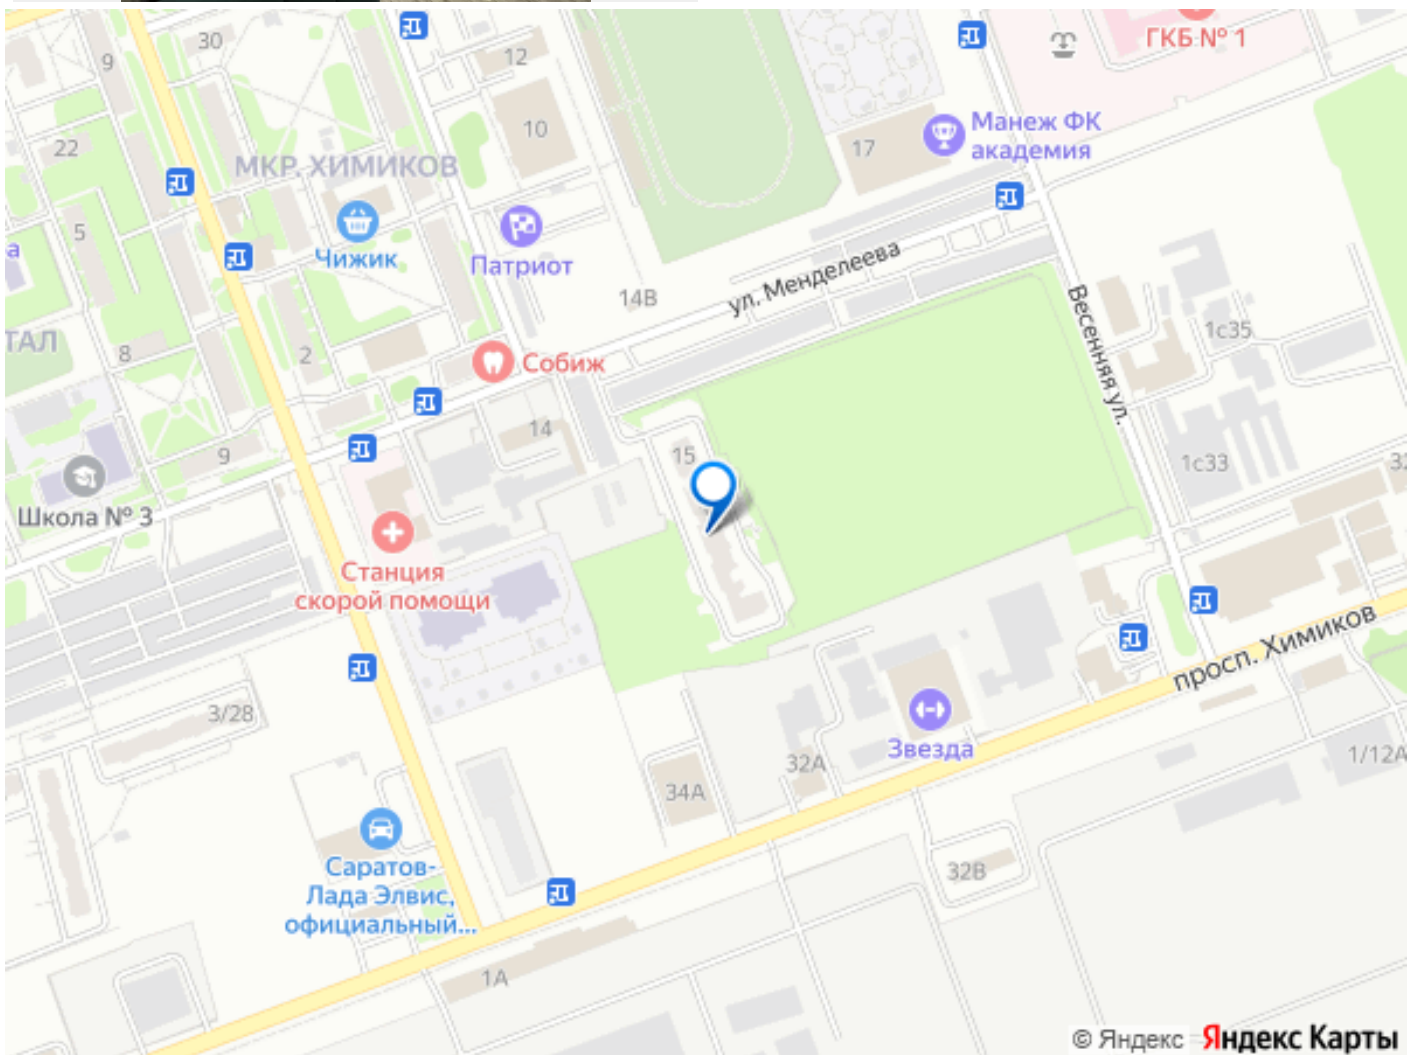 30
9
12
ГКБ № 1
10
Манеж ФК
академия
17
22
МКР. ХИМИКОВ
5
а
Чижик
Патриот
ул. Менделеева
14В
Весенняя ул.
1с35
ТАЛ
8
2
Собиж
14
15
9
1с33
32
Школа № 3
Станция
скорой помощи
просп. Химиков
3/28
Звезда
32А
1/12А
34А
Саратов-
Лада Элвис,
официальный...
32В
1А
© Яндекс Яндекс Карты